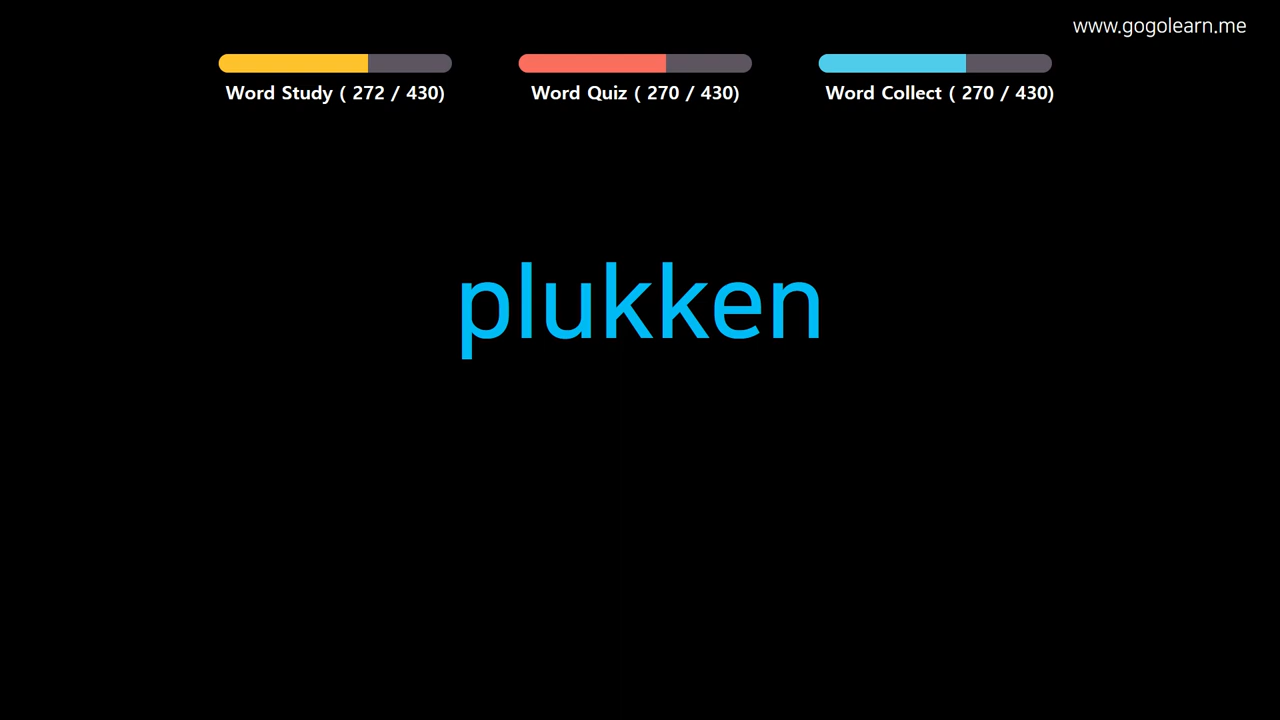 www.gogolearn.me
Word Study ( 272 / 430)
Word Quiz ( 270 / 430)
Word Collect ( 270 / 430)
plukken